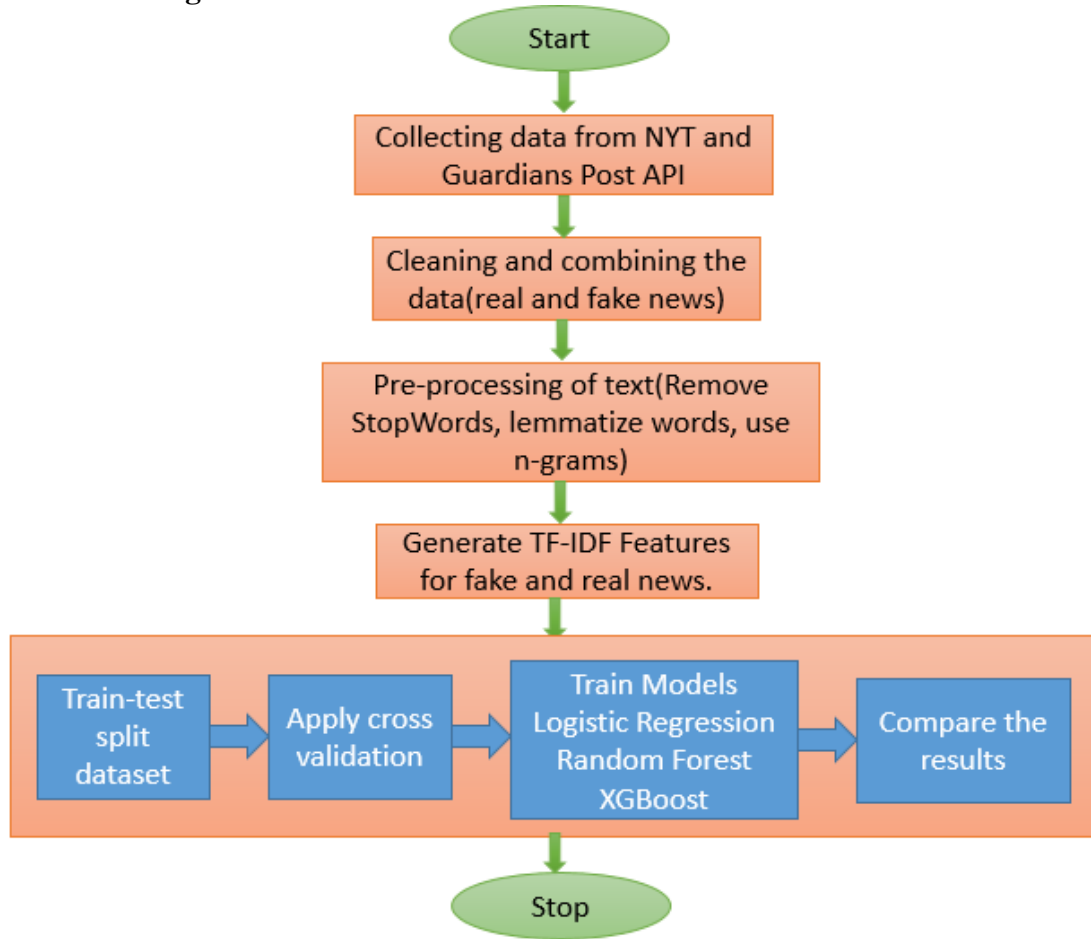 Start
Collecting data from NYT and
Guardians Post API
Cleaning and combining the
data(real and fake news)
Pre-processing of text(Remove
StopWords, lemmatize words, use
n-grams)
Generate TF-IDF Features
for fake and real news.
Train-test
split
dataset
Apply cross
validation
Train Models
Logistic Regression
Random Forest
XGBoost
Compare the
results
Stop